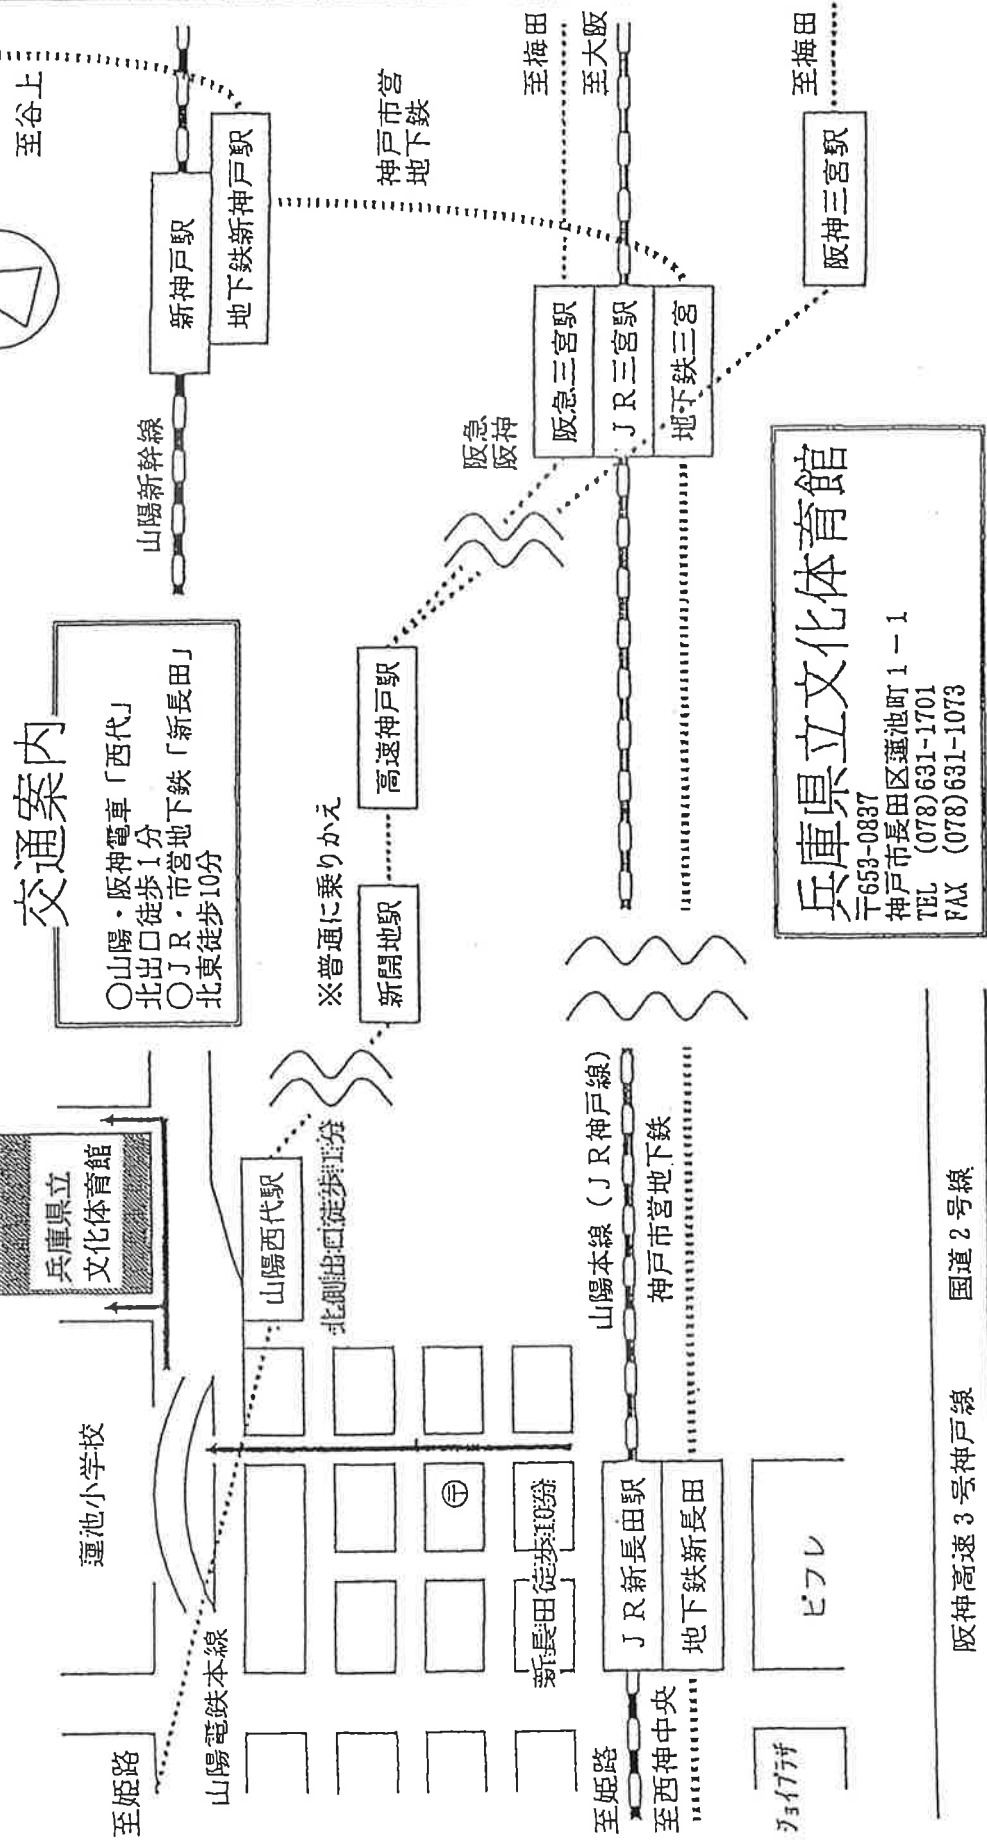 交通案内
○山陽・阪神電車「西代」
北出口徒歩1分
○ＪＲ・市営地下鉄「新長田」
北東徒歩10分
兵庫県立
文化体育館
蓮池小学校
至姫路
山陽電鉄本線
山陽西代駅
北側出口徒歩1分
※普通に乗りかえ
新開地駅
高速神戸駅
阪急
阪神
山陽新幹線
新神戸駅
地下鉄新神戸駅
至谷上
神戸市営
地下鉄
至梅田
至大阪
至梅田
阪急三宮駅
ＪＲ三宮駅
地下鉄三宮
阪神三宮駅
新長田徒歩10分
至姫路
至西神中央
ＪＲ新長田駅
地下鉄新長田
山陽本線（ＪＲ神戸線）
神戸市営地下鉄
ジョイプラザ
ピフレ
阪神高速３号神戸線
国道２号線
兵庫県立文化体育館
〒653-0837
神戸市長田区蓮池町１－１
TEL (078)631-1701
FAX (078)631-1073